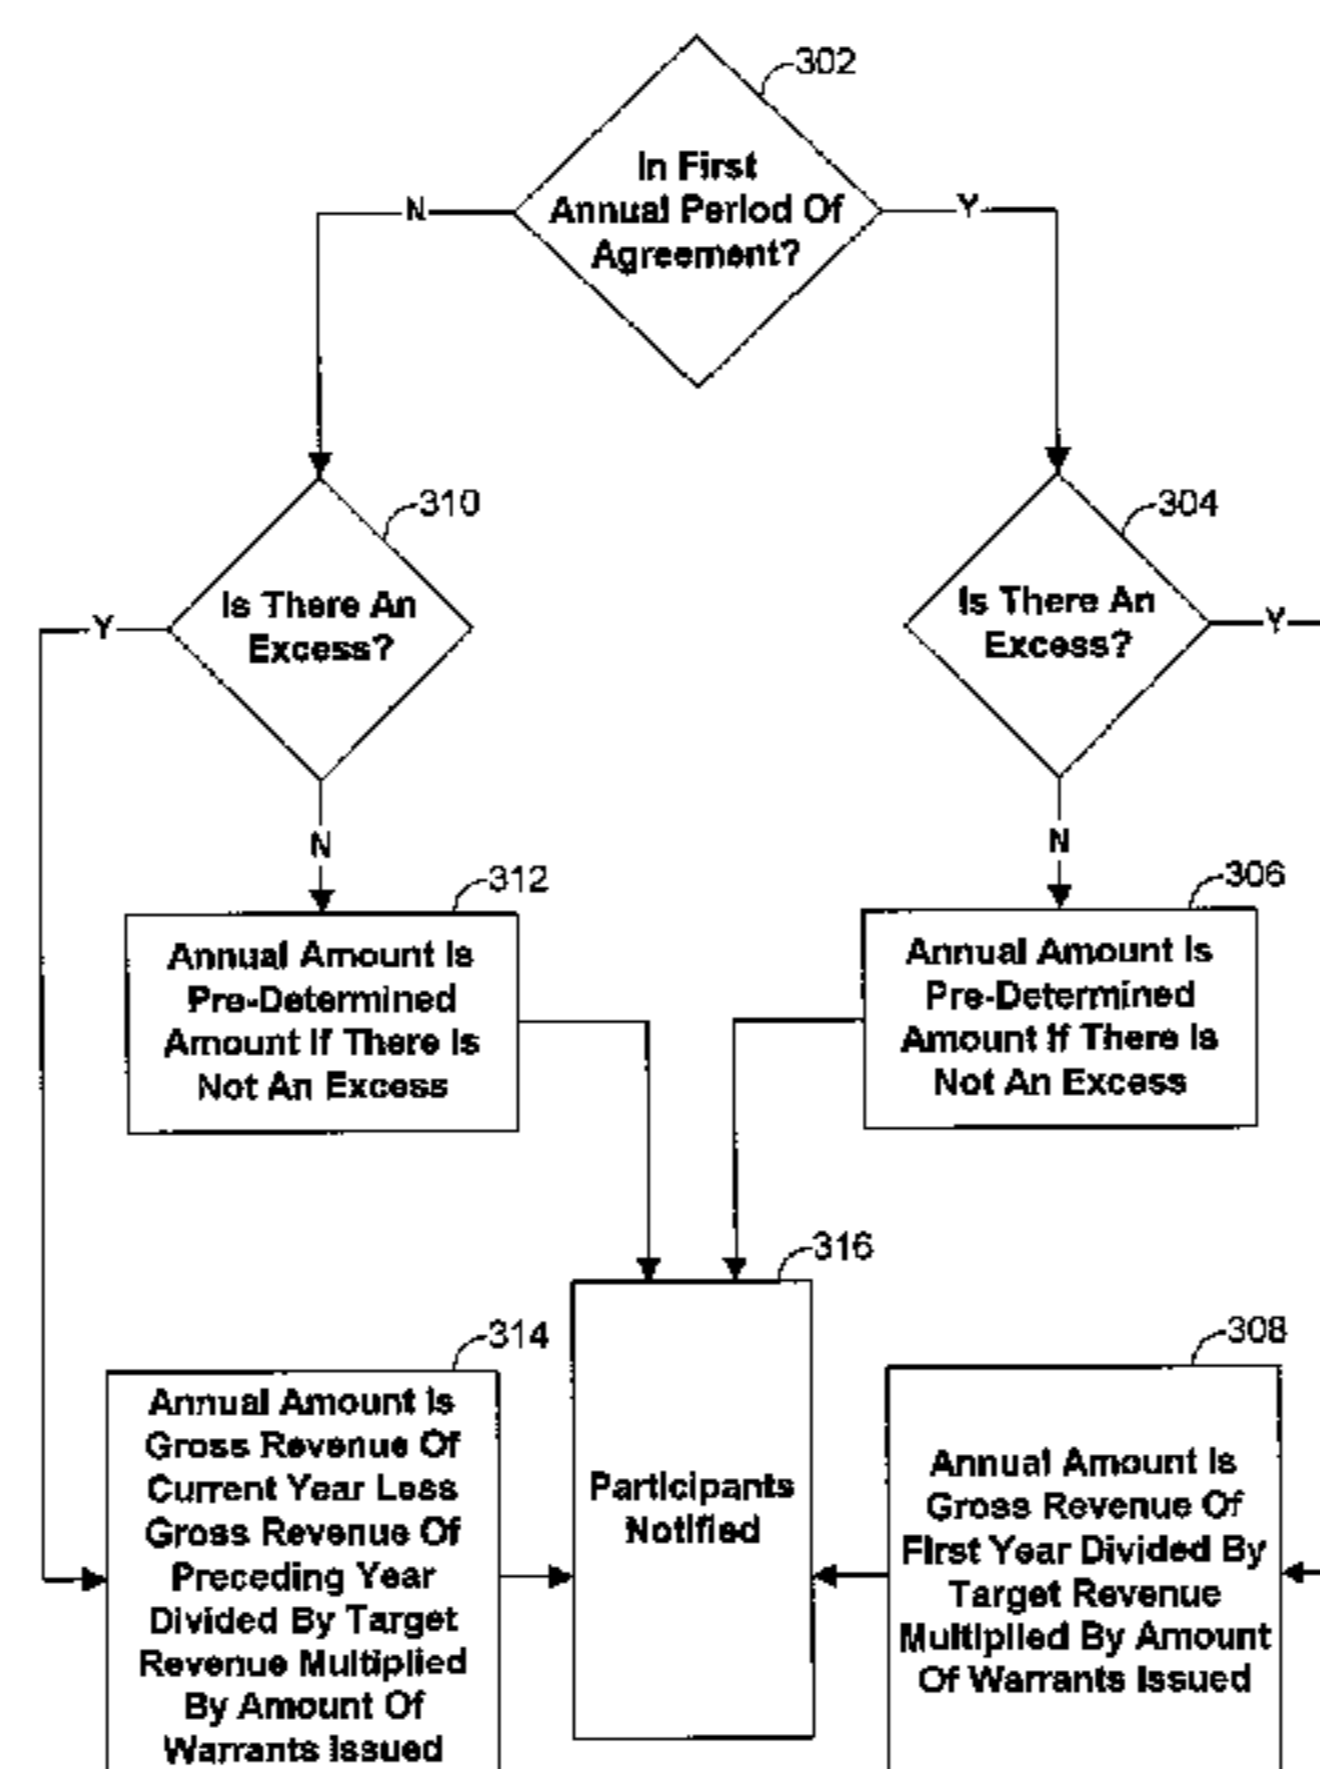 302
In First
Annual Period Of
Agreement?
N
Y
310
Is There An
Excess?
Y
N
304
Is There An
Excess?
Y
N
312
Annual Amount Is
Pre-Determined
Amount If There Is
Not An Excess
306
Annual Amount Is
Pre-Determined
Amount If There Is
Not An Excess
316
Participants
Notified
314
Annual Amount Is
Gross Revenue Of
Current Year Less
Gross Revenue Of
Preceding Year
Divided By Target
Revenue Multiplied
By Amount Of
Warrants Issued
308
Annual Amount Is
Gross Revenue Of
First Year Divided By
Target Revenue
Multiplied By Amount
Of Warrants Issued